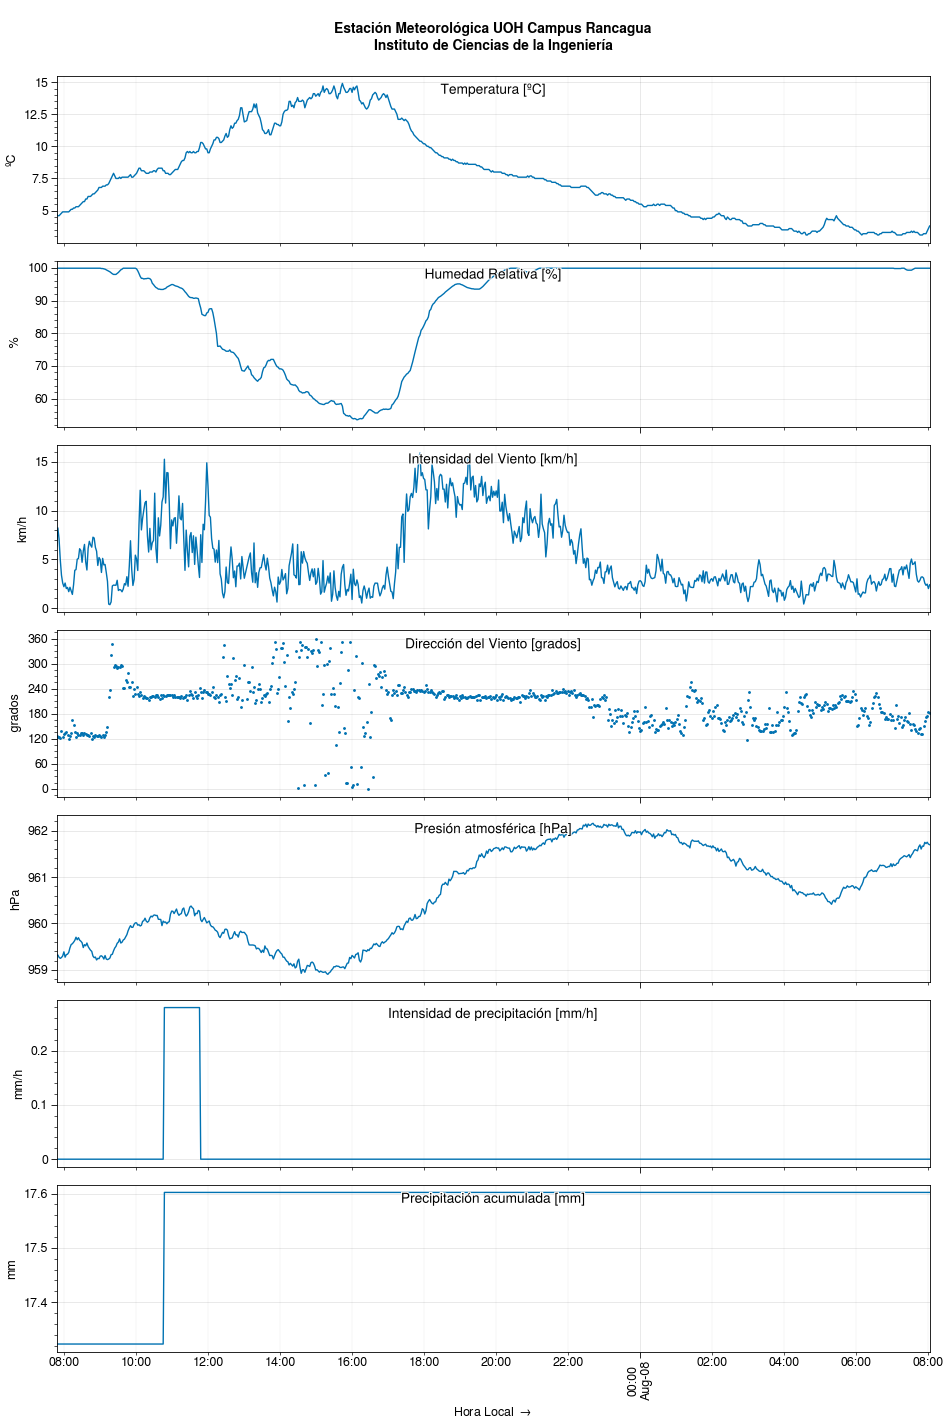 Estación Meteorológica UOH Campus Rancagua
Instituto de Ciencias de la Ingeniería
Temperatura [ºC]
15
12.5
10
7.5
5
ºC
Humedad Relativa [%]
100
90
80
70
60
%
Intensidad del Viento [km/h]
15
10
5
0
km/h
Dirección del Viento [grados]
360
300
240
180
120
60
0
grados
Presión atmosférica [hPa]
962
961
960
959
hPa
Intensidad de precipitación [mm/h]
0.2
0.1
0
mm/h
Precipitación acumulada [mm]
17.6
17.5
17.4
mm
08:00 10:00 12:00 14:00 16:00 18:00 20:00 22:00 00:00 02:00 04:00 06:00 08:00
Aug-08
Hora Local →